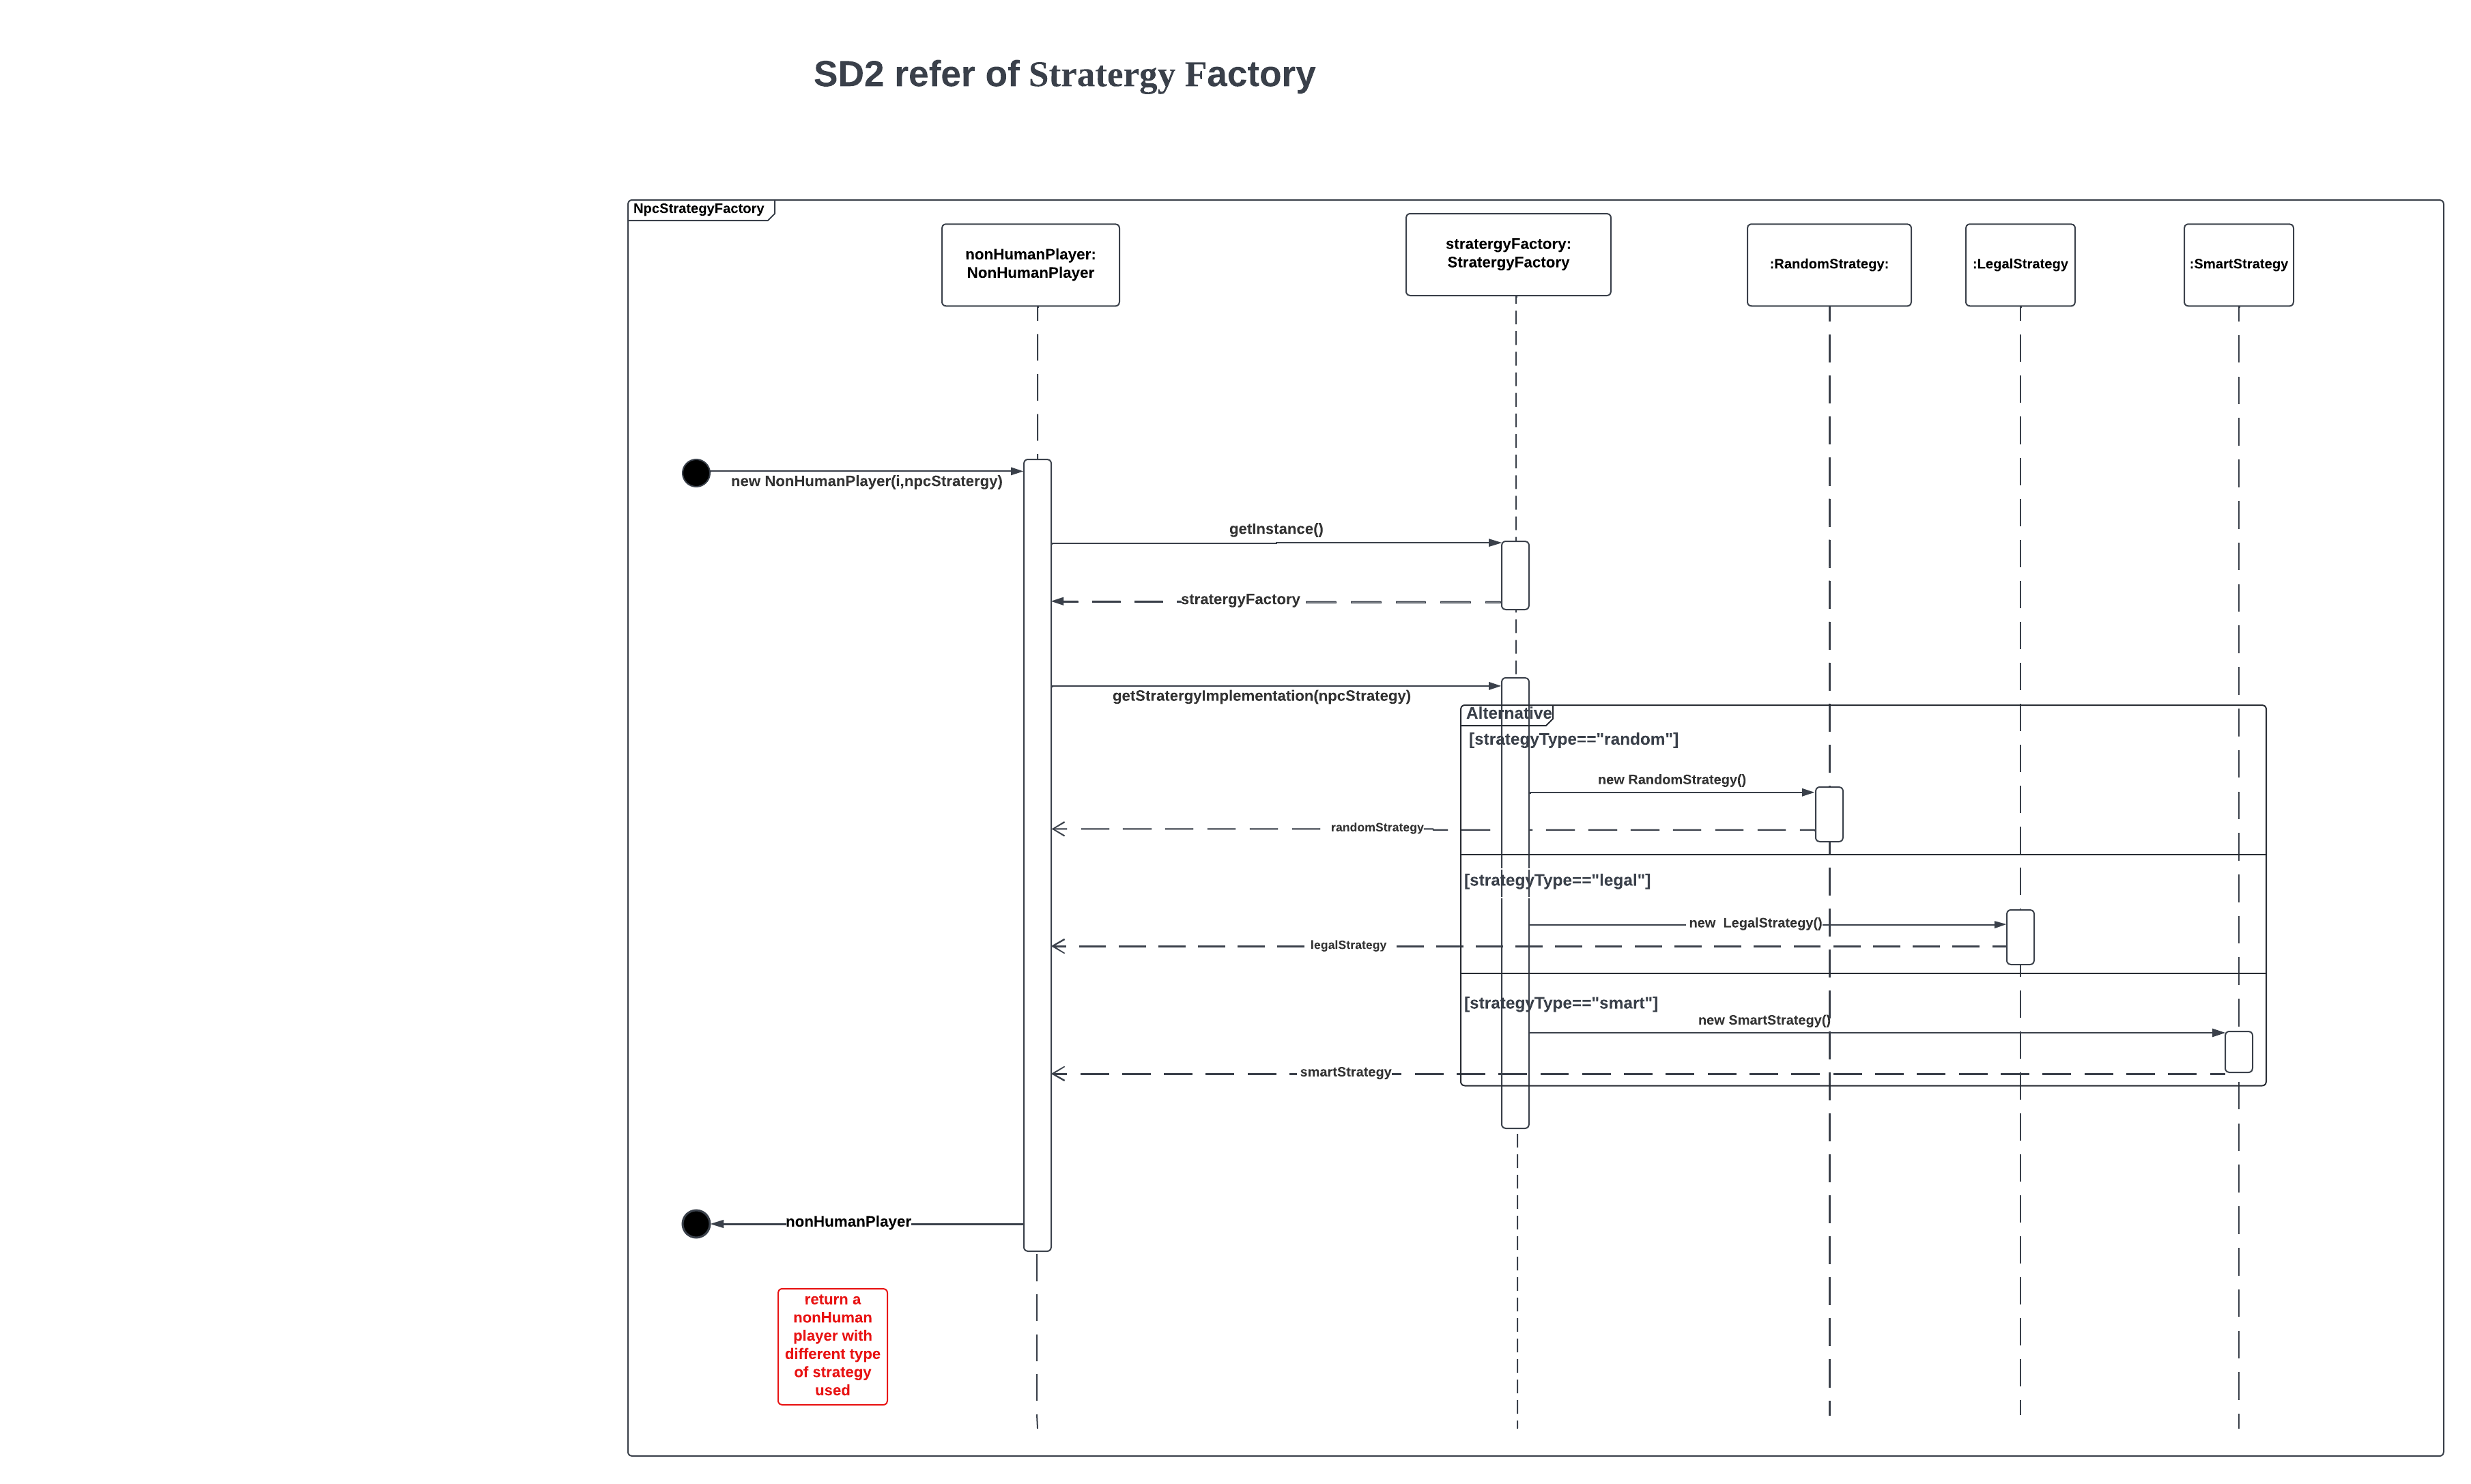 SD2 refer of Stratergy Factory
NpcStrategyFactory
nonHumanPlayer:
NonHumanPlayer
stratergyFactory:
StratergyFactory
:RandomStrategy:
:LegalStrategy
:SmartStrategy
new NonHumanPlayer(i,npcStratergy)
getInstance()
stratergyFactory
getStratergyImplementation(npcStrategy)
Alternative
[strategyType=="random"]
new RandomStrategy()
randomStrategy
[strategyType=="legal"]
new  LegalStrategy()
legalStrategy
[strategyType=="smart"]
new SmartStrategy()
smartStrategy
nonHumanPlayer
return a
nonHuman
player with
different type
of strategy
used